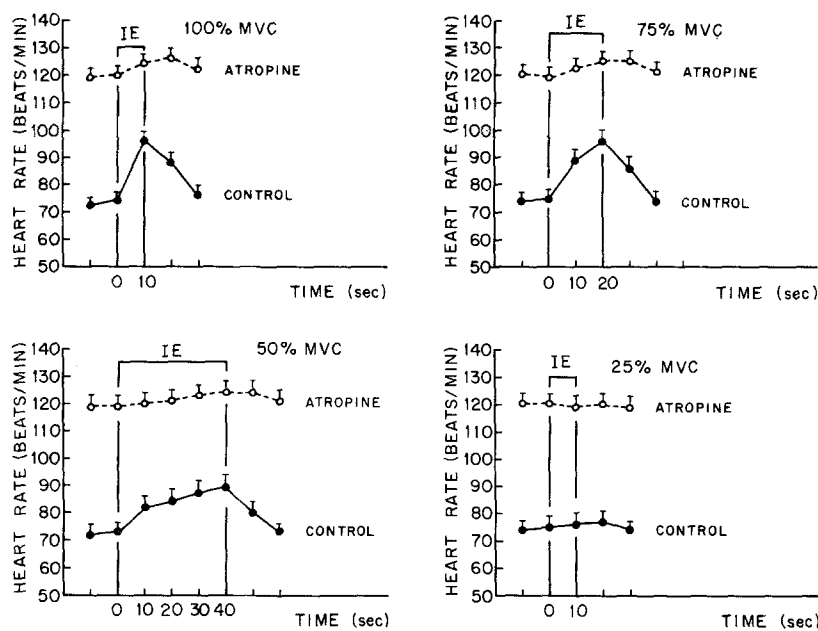 HEART RATE (BEATS/MIN)
140
130
120
110
100
90
80
70
60
50
IE
100% MVC
ATROPINE
CONTROL
0 10
TIME (sec)
HEART RATE (BEATS/MIN)
140
130
120
110
100
90
80
70
60
50
IE
75% MVC
ATROPINE
CONTROL
0 10 20
TIME (sec)
HEART RATE (BEATS/MIN)
140
130
120
110
100
90
80
70
60
50
IE
50% MVC
ATROPINE
CONTROL
0 10 20 30 40
TIME (sec)
HEART RATE (BEATS/MIN)
140
130
120
110
100
90
80
70
60
50
IE
25% MVC
ATROPINE
CONTROL
0 10
TIME (sec)